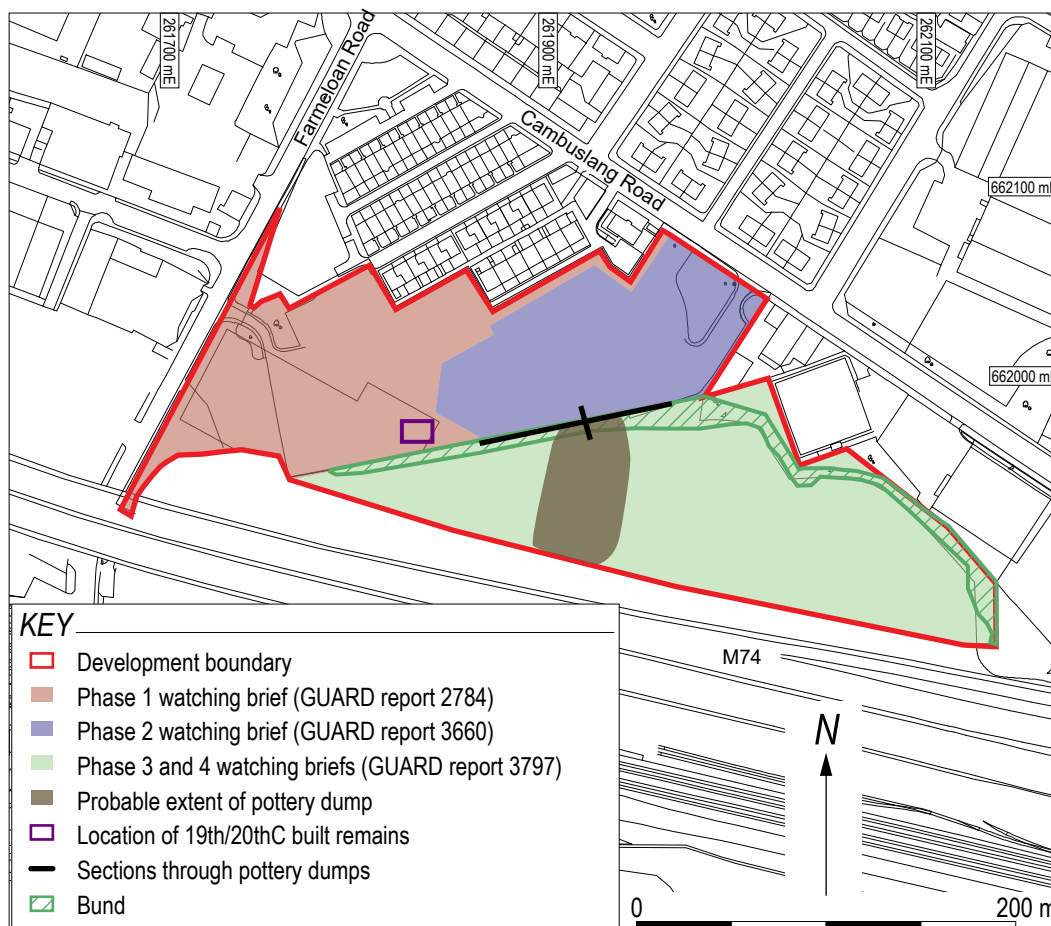 261700 mE
261900 mE
262100 mE
Farmeloan Road
Cambuslang Road
662100 m
662000 m
M74
KEY
Development boundary
Phase 1 watching brief (GUARD report 2784)
Phase 2 watching brief (GUARD report 3660)
Phase 3 and 4 watching briefs (GUARD report 3797)
Probable extent of pottery dump
Location of 19th/20thC built remains
Sections through pottery dumps
Bund
N
0 200 m